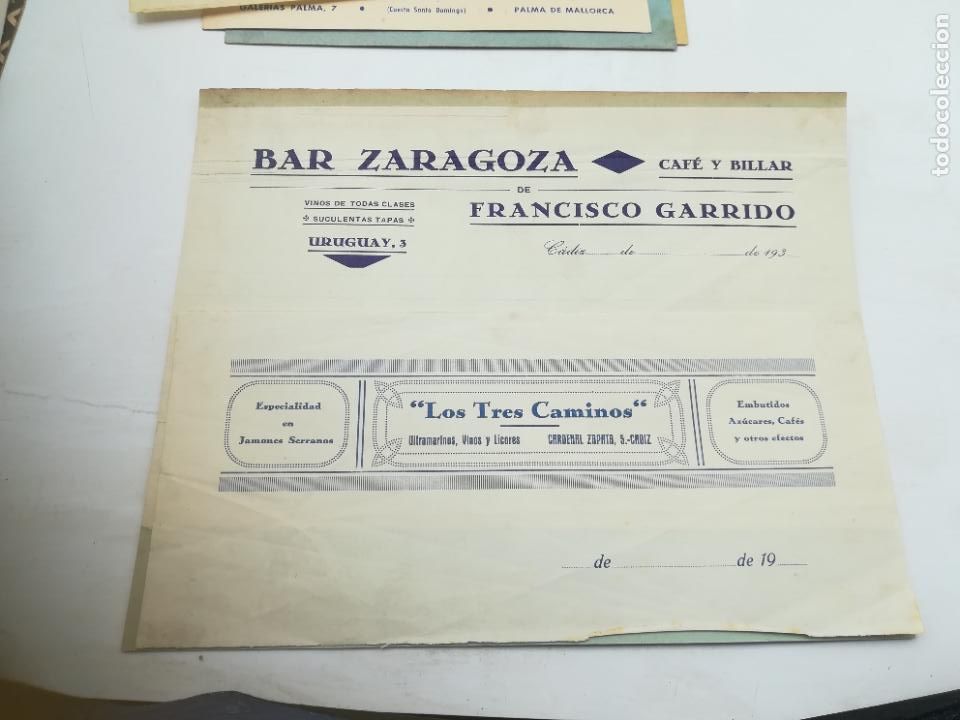 GALERIAS PALMA, 7 • (Cuesta Santo Domingo) • PALMA DE MALLORCA
todocoleccion
BAR ZARAGOZA CAFÉ Y BILLAR
DE
VINOS DE TODAS CLASES
SUCULENTAS TAPAS
FRANCISCO GARRIDO
URUGUAY, 3
Cádiz de de 193
Especialidad
en
Jamones Serranos
“Los Tres Caminos“
Ultramarinos, Vinos y Licores CARDENAL ZAPATA, 5.-CADIZ
Embutidos
Azúcares, Cafés
y otros efectos
de de 19